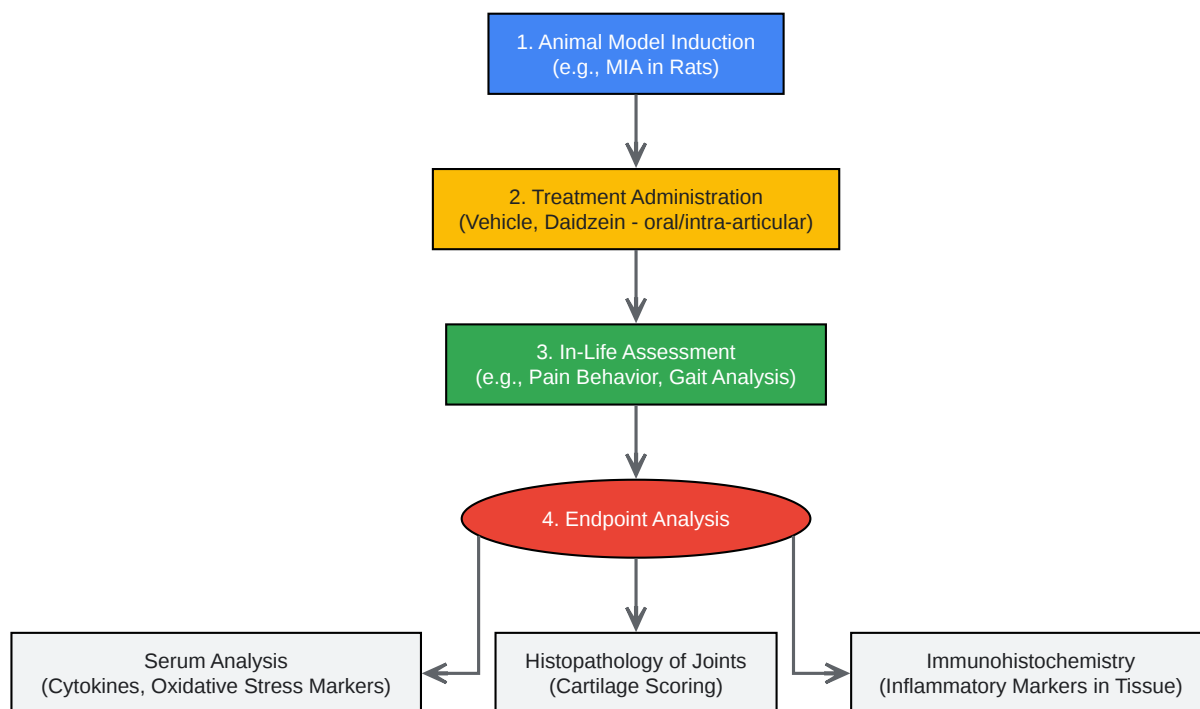 1. Animal Model Induction
(e.g., MIA in Rats)
2. Treatment Administration
(Vehicle, Daidzein - oral/intra-articular)
3. In-Life Assessment
(e.g., Pain Behavior, Gait Analysis)
4. Endpoint Analysis
Serum Analysis
(Cytokines, Oxidative Stress Markers)
Histopathology of Joints
(Cartilage Scoring)
Immunohistochemistry
(Inflammatory Markers in Tissue)